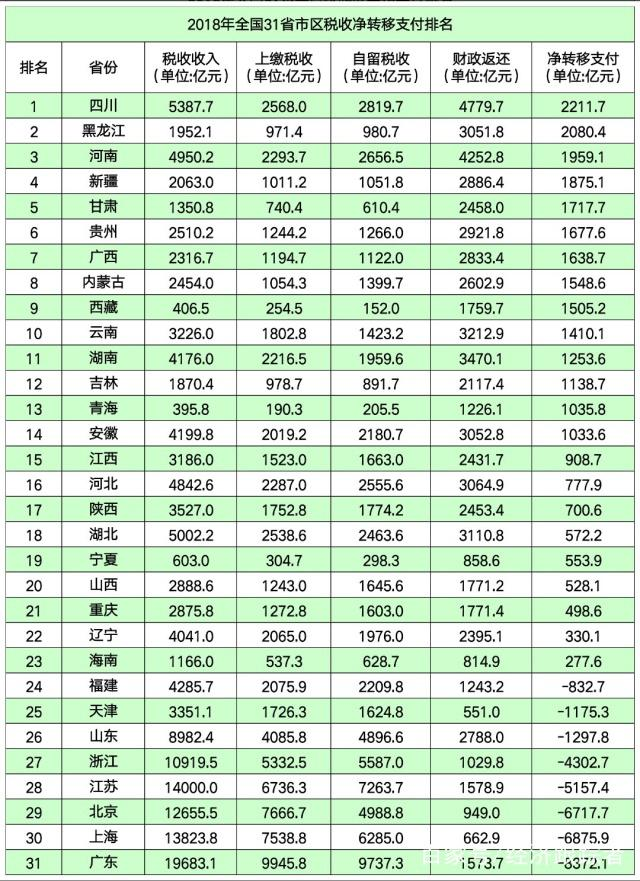 2018年全国31省市区税收净转移支付排名
排名 省份 税收收入 (单位:亿元) 上缴税收 (单位:亿元) 自留税收 (单位:亿元) 财政返还 (单位:亿元) 净转移支付 (单位:亿元)
1 四川 5387.7 2568.0 2819.7 4779.7 2211.7
2 黑龙江 1952.1 971.4 980.7 3051.8 2080.4
3 河南 4950.2 2293.7 2656.5 4252.8 1959.1
4 新疆 2063.0 1011.2 1051.8 2886.4 1875.1
5 甘肃 1350.8 740.4 610.4 2458.0 1717.7
6 贵州 2510.2 1244.2 1266.0 2921.8 1677.6
7 广西 2316.7 1194.7 1122.0 2833.4 1638.7
8 内蒙古 2454.0 1054.3 1399.7 2602.9 1548.6
9 西藏 406.5 254.5 152.0 1759.7 1505.2
10 云南 3226.0 1802.8 1423.2 3212.9 1410.1
11 湖南 4176.0 2216.5 1959.6 3470.1 1253.6
12 吉林 1870.4 978.7 891.7 2117.4 1138.7
13 青海 395.8 190.3 205.5 1226.1 1035.8
14 安徽 4199.8 2019.2 2180.7 3052.8 1033.6
15 江西 3186.0 1523.0 1663.0 2431.7 908.7
16 河北 4842.6 2287.0 2555.6 3064.9 777.9
17 陕西 3527.0 1752.8 1774.2 2453.4 700.6
18 湖北 5002.2 2538.6 2463.6 3110.8 572.2
19 宁夏 603.0 304.7 298.3 858.6 553.9
20 山西 2888.6 1243.0 1645.6 1771.2 528.1
21 重庆 2875.8 1272.8 1603.0 1771.4 498.6
22 辽宁 4041.0 2065.0 1976.0 2395.1 330.1
23 海南 1166.0 537.3 628.7 814.9 277.6
24 福建 4285.7 2075.9 2209.8 1243.2 -832.7
25 天津 3351.1 1726.3 1624.8 551.0 -1175.3
26 山东 8982.4 4085.8 4896.6 2788.0 -1297.8
27 浙江 10919.5 5332.5 5587.0 1029.8 -4302.7
28 江苏 14000.0 6736.3 7263.7 1578.9 -5157.4
29 北京 12655.5 7666.7 4988.8 949.0 -6717.7
30 上海 13823.8 7538.8 6285.0 662.9 -6875.9
31 广东 19683.1 9945.8 9737.3 1573.7 -8372.1